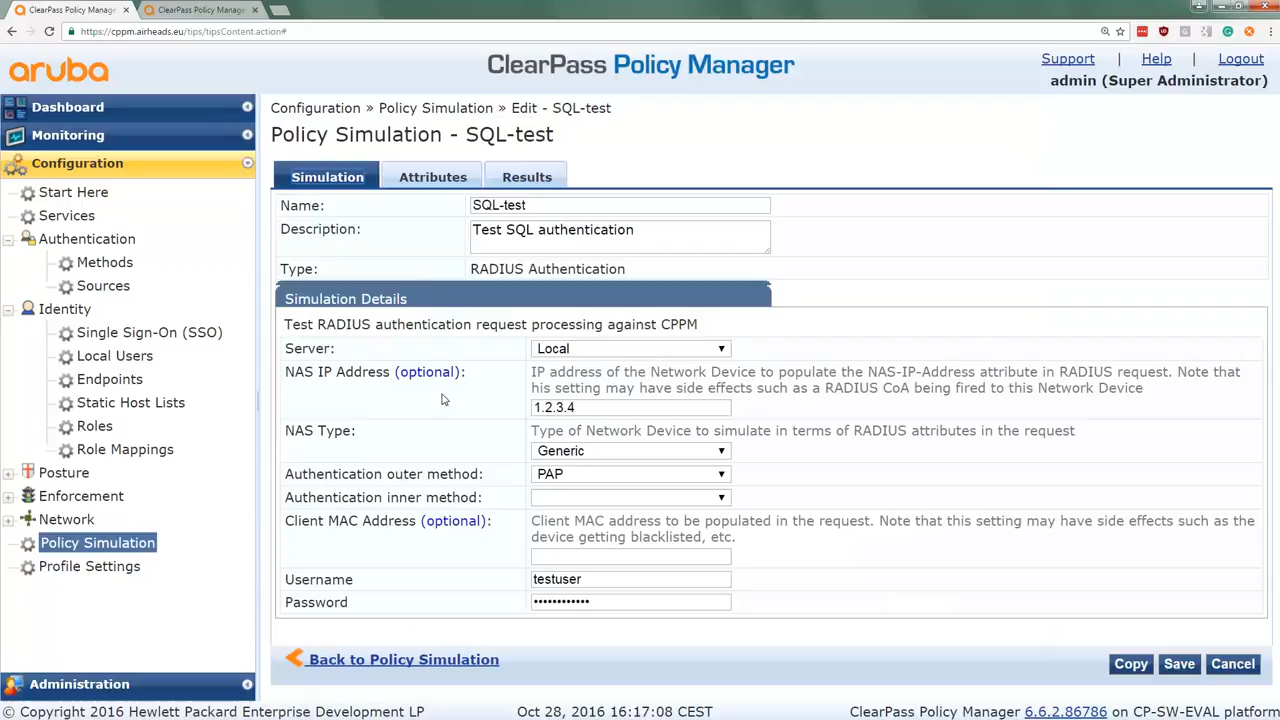 ClearPass Policy Manage
ClearPass Policy Manage
https://cppm.airheads.eu/tips/tipsContent.action#
aruba
ClearPass Policy Manager
Support | Help | Logout
admin (Super Administrator)
Dashboard
Monitoring
Configuration
Start Here
Services
Authentication
Methods
Sources
Identity
Single Sign-On (SSO)
Local Users
Endpoints
Static Host Lists
Roles
Role Mappings
Posture
Enforcement
Network
Policy Simulation
Profile Settings
Administration
Configuration » Policy Simulation » Edit - SQL-test
Policy Simulation - SQL-test
Simulation Attributes Results
Name: SQL-test
Description: Test SQL authentication
Type: RADIUS Authentication
Simulation Details
Test RADIUS authentication request processing against CPPM
Server: Local
NAS IP Address (optional): IP address of the Network Device to populate the NAS-IP-Address attribute in RADIUS request. Note that
his setting may have side effects such as a RADIUS CoA being fired to this Network Device
1.2.3.4
NAS Type: Type of Network Device to simulate in terms of RADIUS attributes in the request
Generic
Authentication outer method: PAP
Authentication inner method:
Client MAC Address (optional): Client MAC address to be populated in the request. Note that this setting may have side effects such as the
device getting blacklisted, etc.
Username testuser
Password ••••••••••••
Back to Policy Simulation
Copy Save Cancel
© Copyright 2016 Hewlett Packard Enterprise Development LP Oct 28, 2016 16:17:08 CEST ClearPass Policy Manager 6.6.2.86786 on CP-SW-EVAL platform